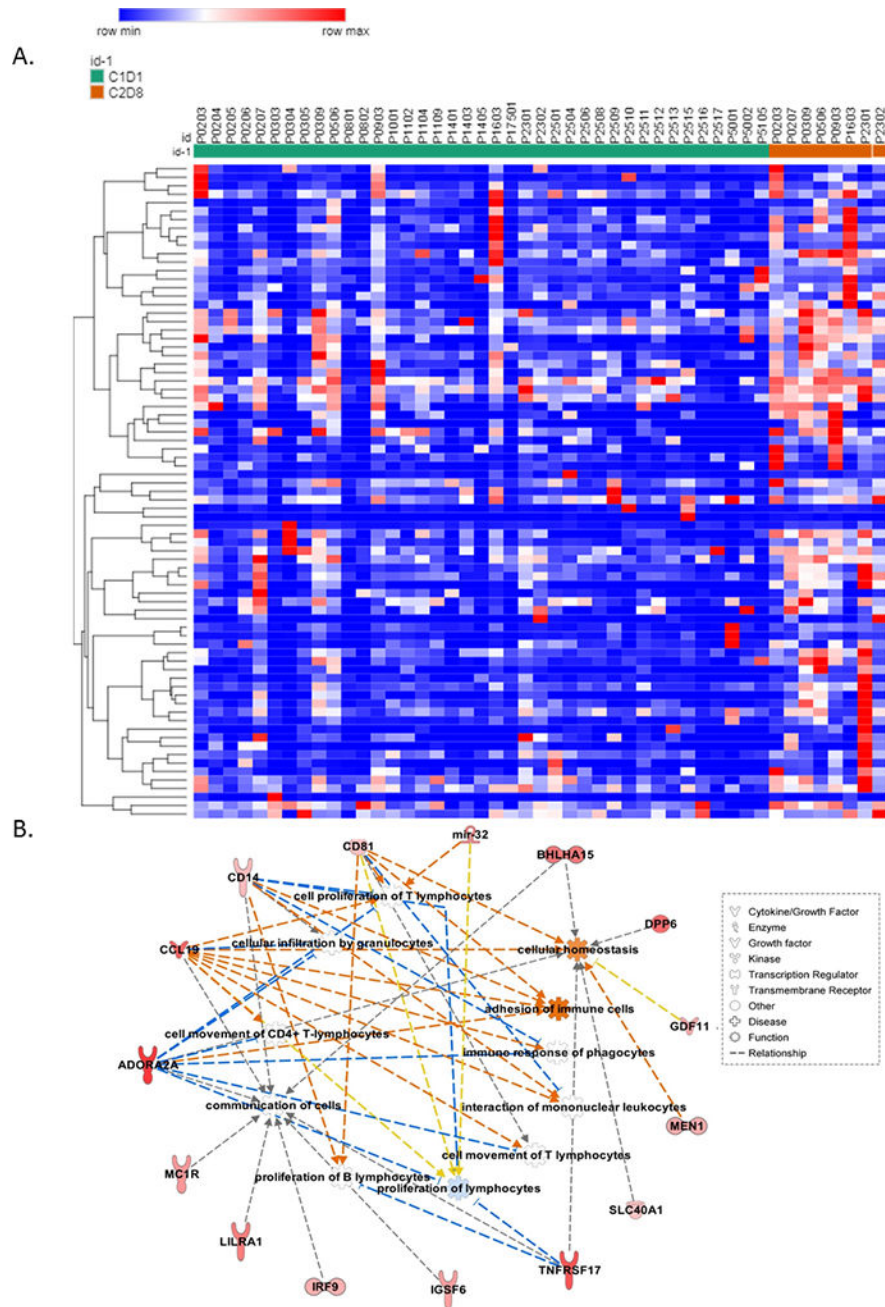 row min row max
A.
id-1
C1D1
C2D8
id
id-1
P0203 P0204 P0205 P0206 P0207 P0303 P0304 P0305 P0309 P0506 P0801 P0802 P0903 P1001 P1102 P1104 P1109 P1401 P1403 P1405 P1603 P17501 P2301 P2302 P2501 P2504 P2506 P2508 P2509 P2510 P2511 P2512 P2513 P2515 P2516 P2517 P5001 P5002 P5105 P0203 P0207 P0309 P0506 P0903 P1603 P2301 P2302
B.
mir-32
CD81
BHLHA15
CD14
cell proliferation of T lymphocytes
DPP6
CCL19
cellular infiltration by granulocytes
cellular homeostasis
adhesion of immune cells
GDF11
cell movement of CD4+ T-lymphocytes
immune response of phagocytes
ADORA2A
communication of cells
interaction of mononuclear leukocytes
MEN1
cell movement of T lymphocytes
MC1R
proliferation of B lymphocytes
proliferation of lymphocytes
SLC40A1
LILRA1
TNFRSF17
IRF9
IGSF6
Cytokine/Growth Factor
Enzyme
Growth factor
Kinase
Transcription Regulator
Transmembrane Receptor
Other
Disease
Function
Relationship